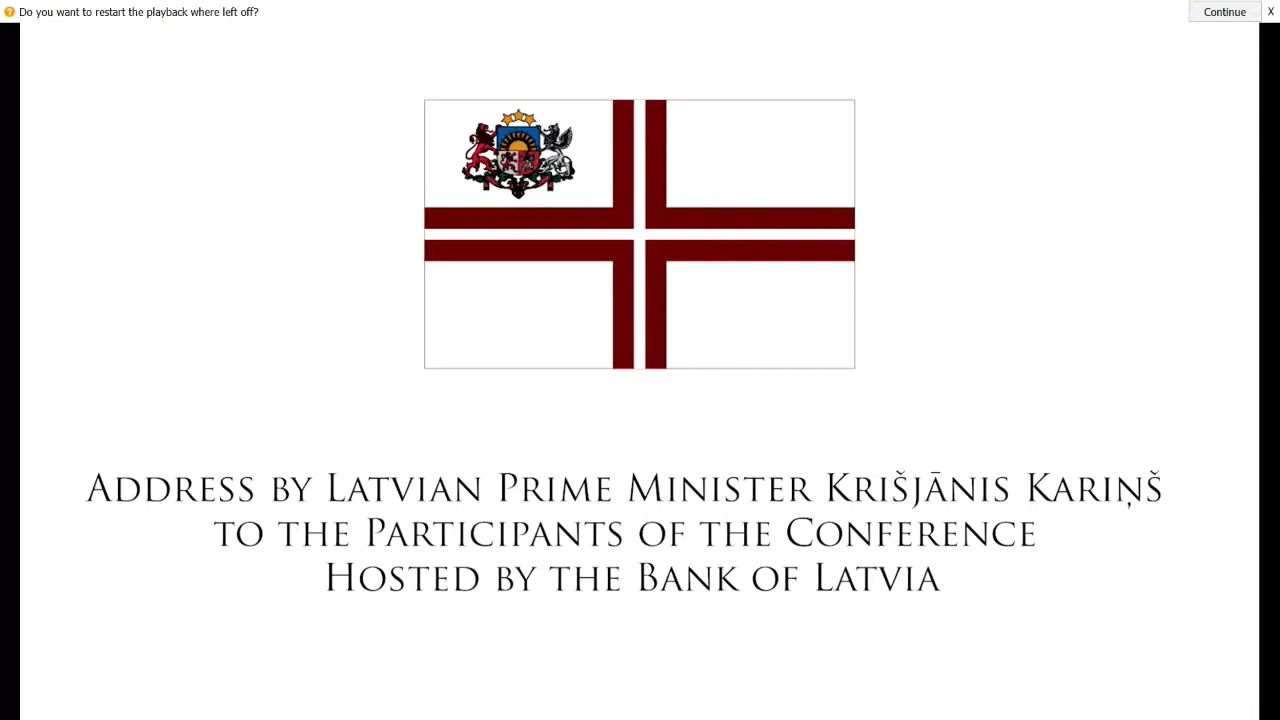 Do you want to restart the playback where left off?
Continue
X
Address by Latvian Prime Minister Krišjānis Kariņš
to the Participants of the Conference
Hosted by the Bank of Latvia